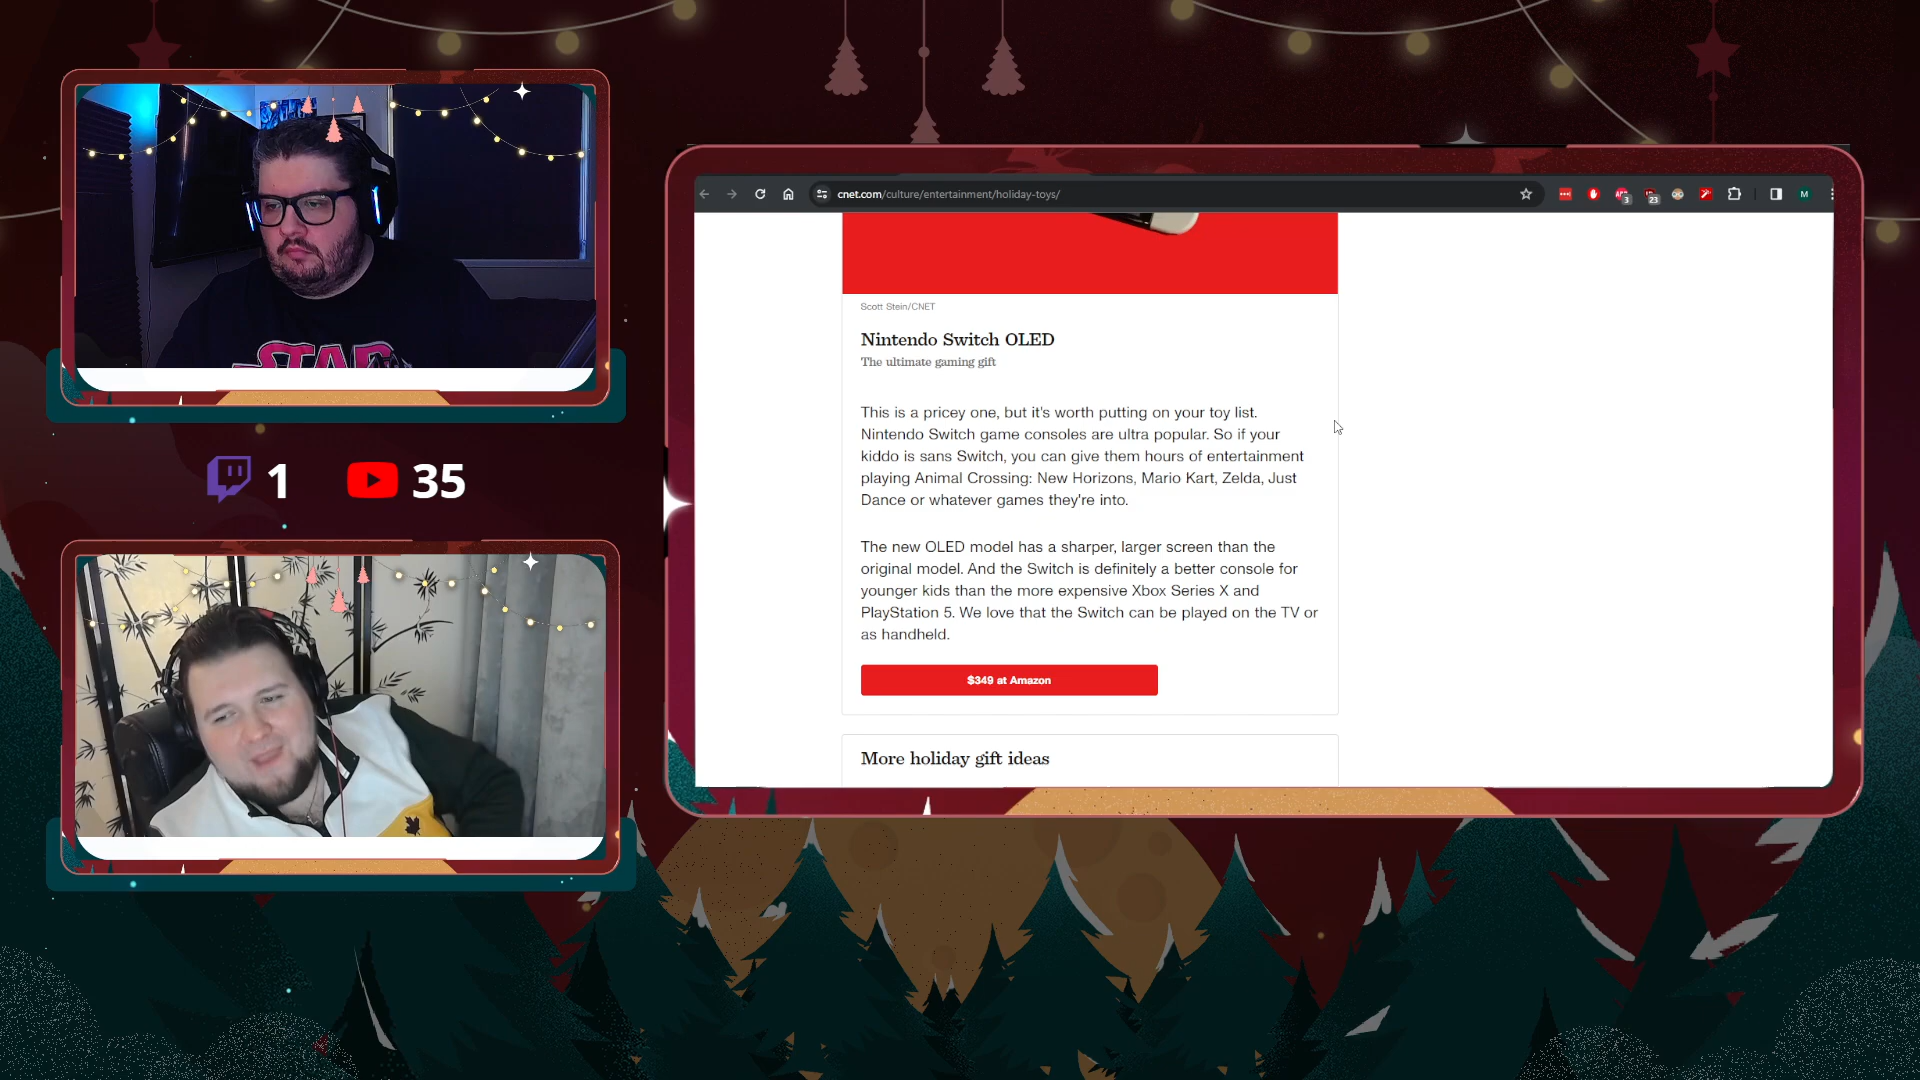 STAR
1
35
cnet.com/culture/entertainment/holiday-toys/
3
23
M
Scott Stein/CNET
Nintendo Switch OLED
The ultimate gaming gift
This is a pricey one, but it's worth putting on your toy list.
Nintendo Switch game consoles are ultra popular. So if your
kiddo is sans Switch, you can give them hours of entertainment
playing Animal Crossing: New Horizons, Mario Kart, Zelda, Just
Dance or whatever games they're into.
The new OLED model has a sharper, larger screen than the
original model. And the Switch is definitely a better console for
younger kids than the more expensive Xbox Series X and
PlayStation 5. We love that the Switch can be played on the TV or
as handheld.
$349 at Amazon
More holiday gift ideas